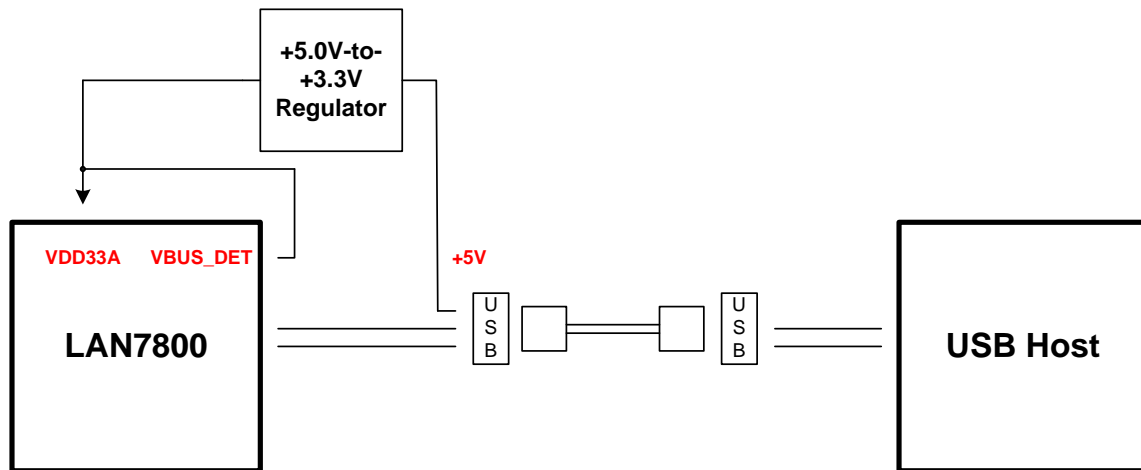 +5.0V-to-
+3.3V
Regulator
VDD33A VBUS_DET
+5V
LAN7800
U
S
B
U
S
B
USB Host